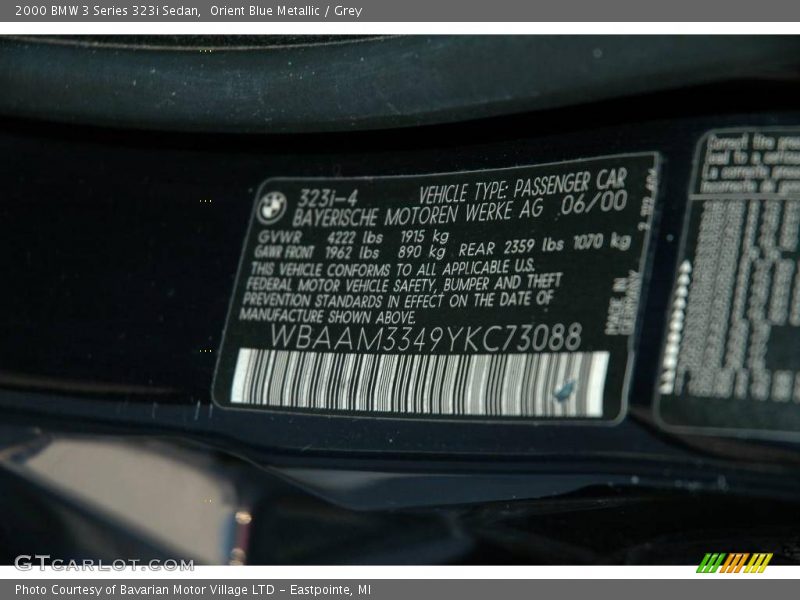 2000 BMW 3 Series 323i Sedan, Orient Blue Metallic / Grey
323i-4 VEHICLE TYPE: PASSENGER CAR
BAYERISCHE MOTOREN WERKE AG 06/00
GVWR 4222 lbs 1915 kg
GAWR FRONT 1962 lbs 890 kg REAR 2359 lbs 1070 kg
THIS VEHICLE CONFORMS TO ALL APPLICABLE U.S.
FEDERAL MOTOR VEHICLE SAFETY, BUMPER AND THEFT
PREVENTION STANDARDS IN EFFECT ON THE DATE OF
MANUFACTURE SHOWN ABOVE.
WBAAM3349YKC73088
MADE IN
GERMANY
GTCARLOT.COM
Photo Courtesy of Bavarian Motor Village LTD - Eastpointe, MI